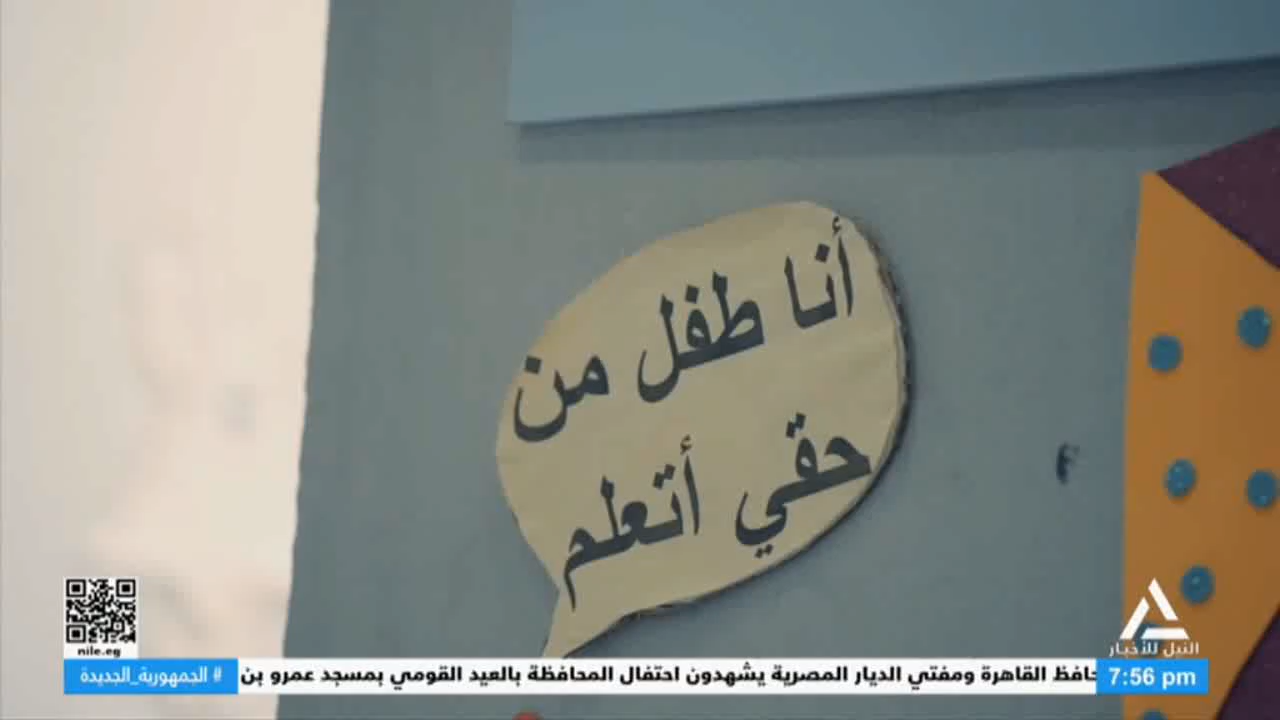 أنا طفل من
حقي أتعلم
nile.eg
النيل للأخبار
# الجمهورية_الجديدة
حافظ القاهرة ومفتي الديار المصرية يشهدون احتفال المحافظة بالعيد القومي بمسجد عمرو بن
7:56 pm